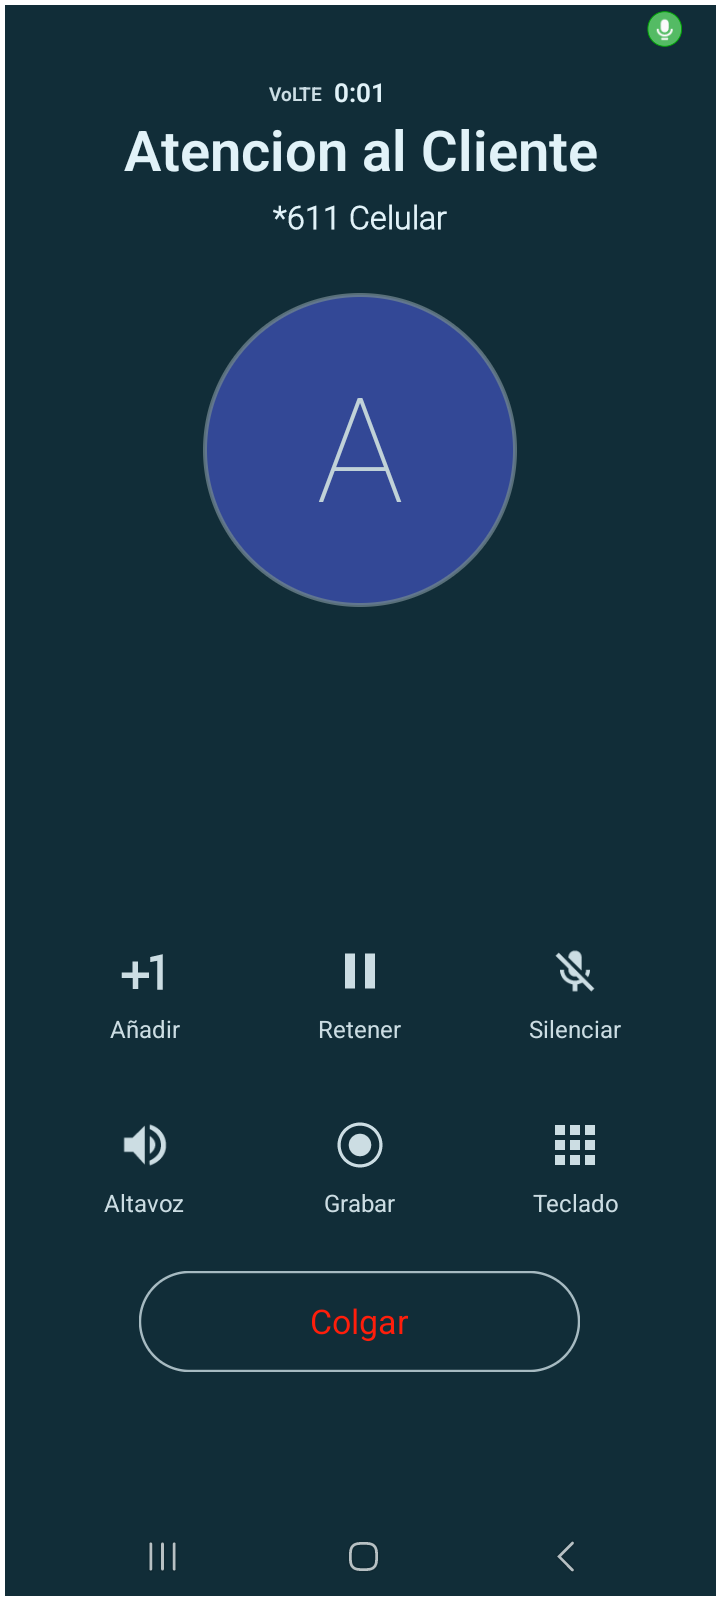 VoLTE 0:01
Atencion al Cliente
*611 Celular
A
+1
Añadir Retener Silenciar
Altavoz Grabar Teclado
Colgar